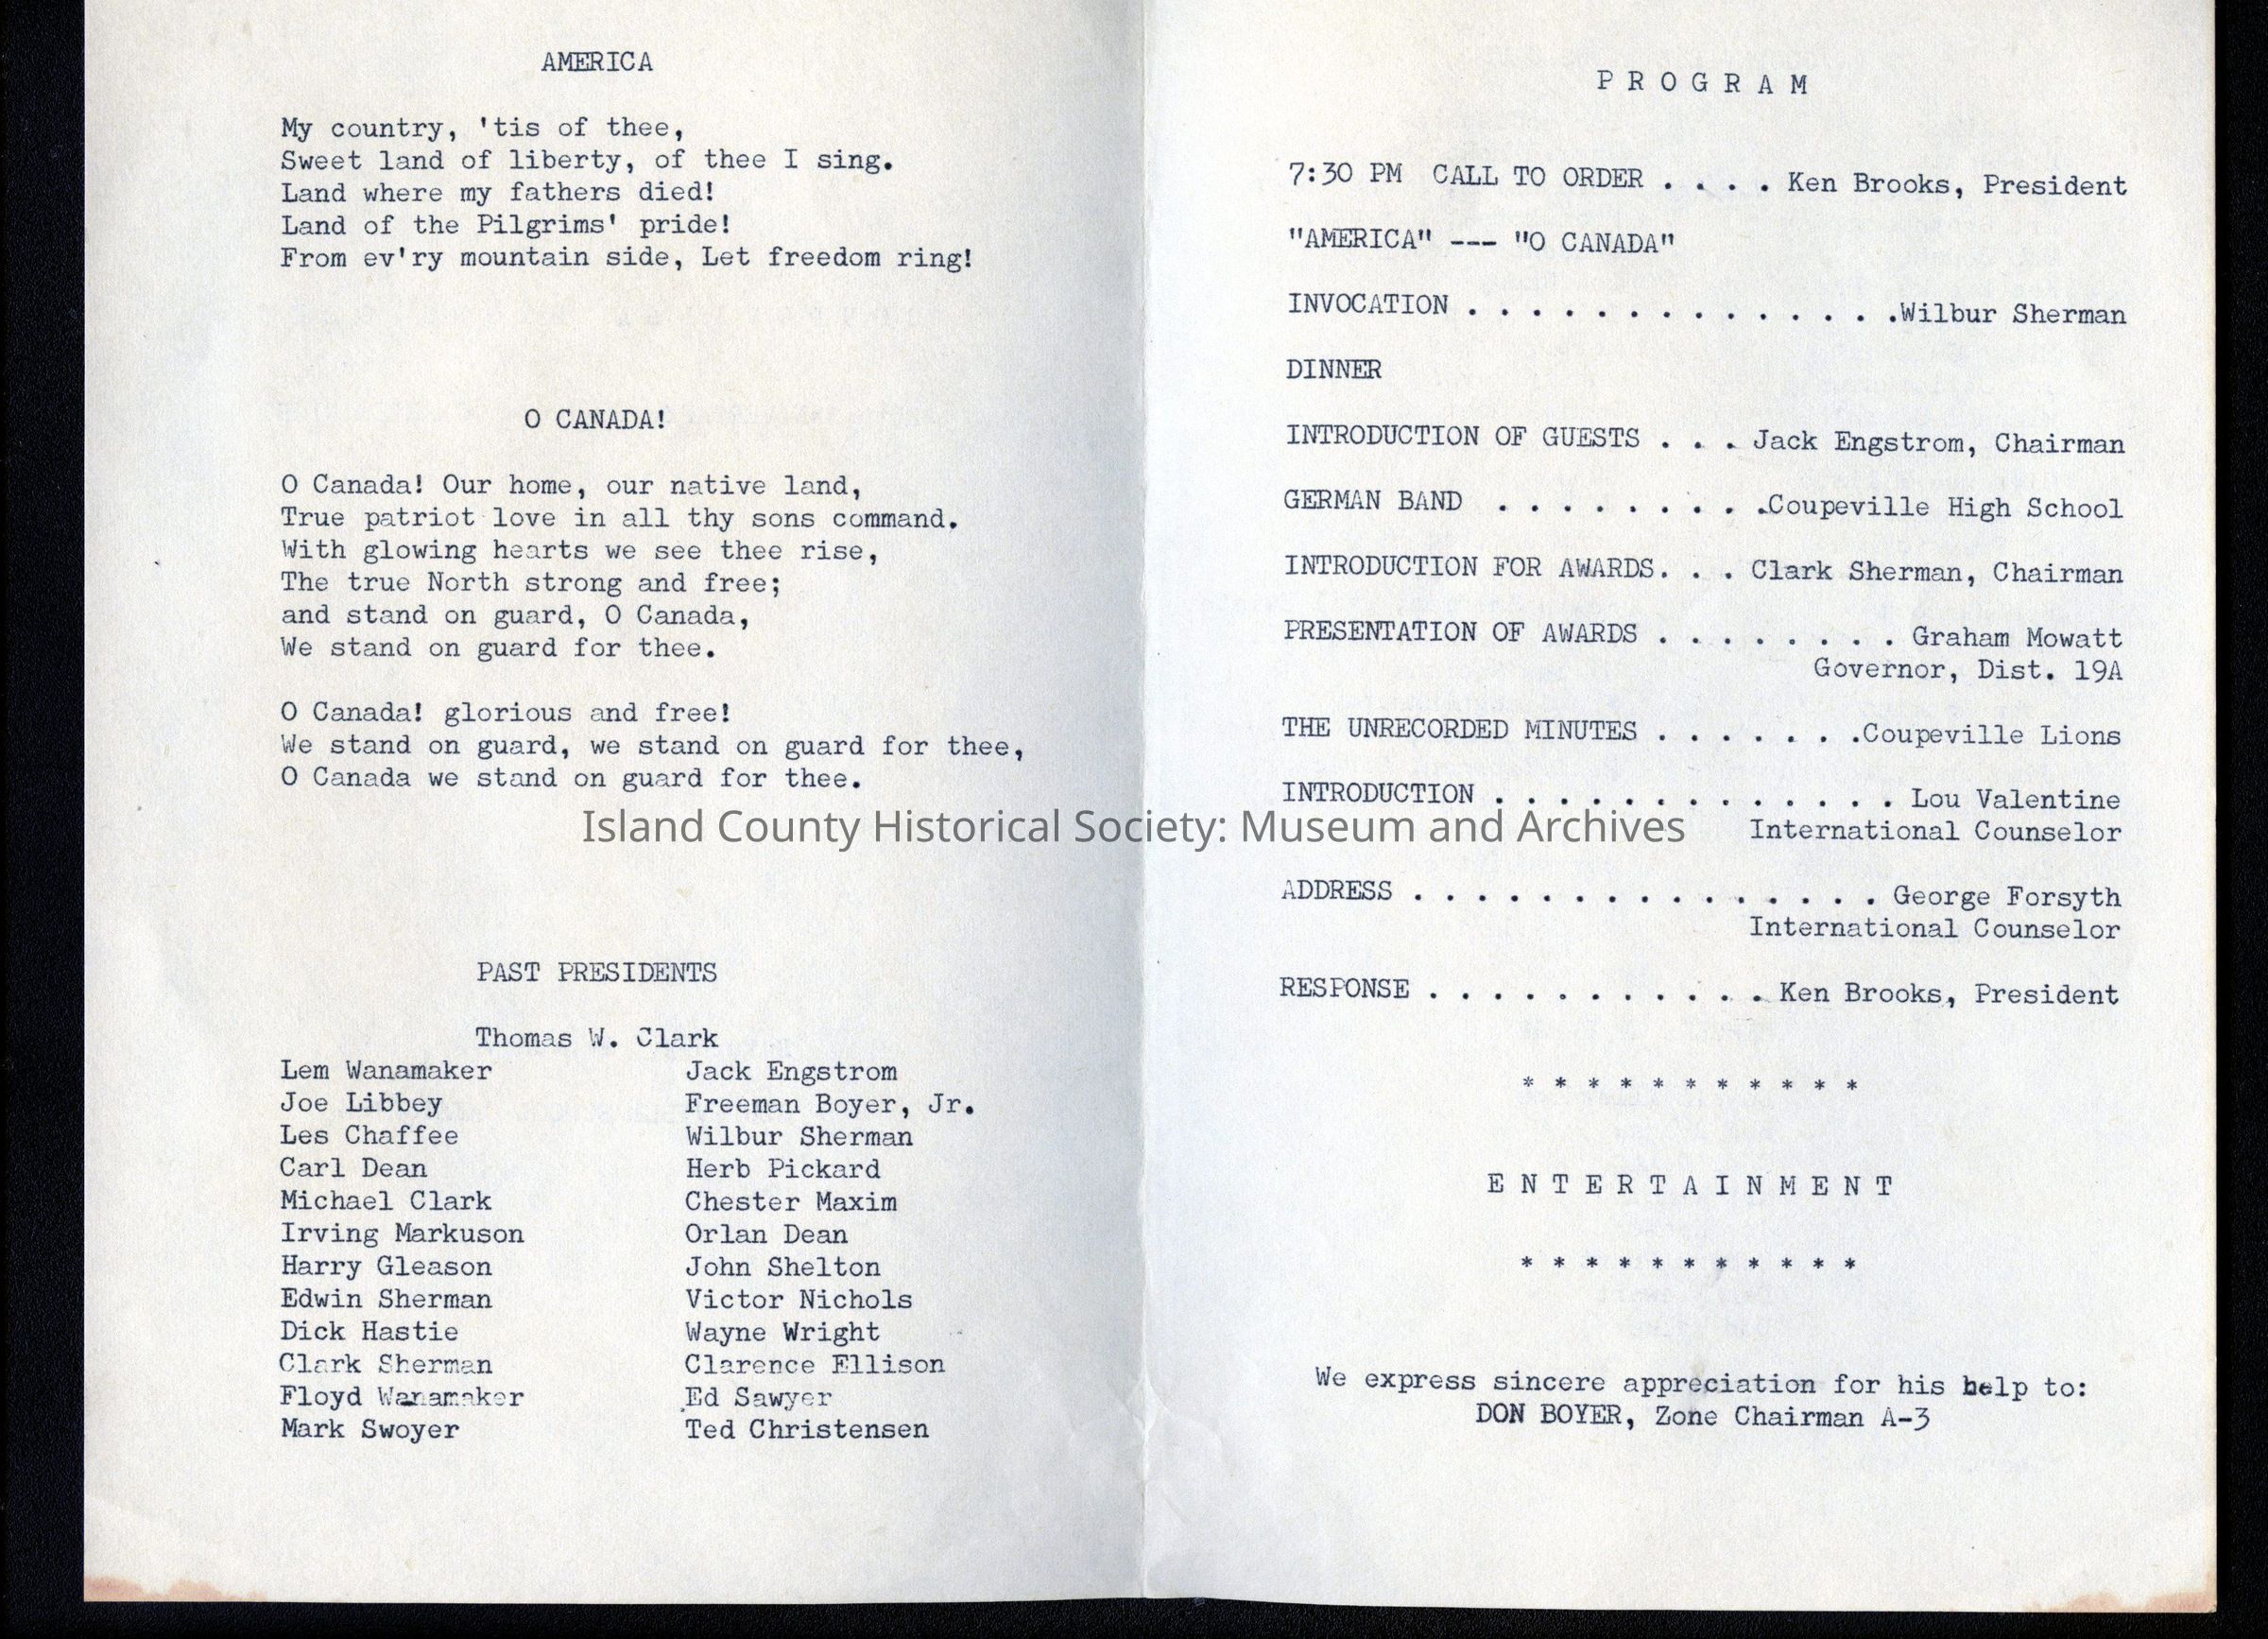 AMERICA
My country, 'tis of thee,
Sweet land of liberty, of thee I sing.
Land where my fathers died!
Land of the Pilgrims' pride!
From ev'ry mountain side, Let freedom ring!
O CANADA!
O Canada! Our home, our native land,
True patriot love in all thy sons command.
With glowing hearts we see thee rise,
The true North strong and free;
and stand on guard, O Canada,
We stand on guard for thee.
O Canada! glorious and free!
We stand on guard, we stand on guard for thee,
O Canada we stand on guard for thee.
PAST PRESIDENTS
Thomas W. Clark
Lem Wanamaker Jack Engstrom
Joe Libbey Freeman Boyer, Jr.
Les Chaffee Wilbur Sherman
Carl Dean Herb Pickard
Michael Clark Chester Maxim
Irving Markuson Orlan Dean
Harry Gleason John Shelton
Edwin Sherman Victor Nichols
Dick Hastie Wayne Wright
Clark Sherman Clarence Ellison
Floyd Wanamaker Ed Sawyer
Mark Swoyer Ted Christensen
P R O G R A M
7:30 PM CALL TO ORDER . . . . Ken Brooks, President
"AMERICA" --- "O CANADA"
INVOCATION . . . . . . . . . . . . . .Wilbur Sherman
DINNER
INTRODUCTION OF GUESTS . . . Jack Engstrom, Chairman
GERMAN BAND . . . . . . . . .Coupeville High School
INTRODUCTION FOR AWARDS. . . Clark Sherman, Chairman
PRESENTATION OF AWARDS . . . . . . . . Graham Mowatt
Governor, Dist. 19A
THE UNRECORDED MINUTES . . . . . . .Coupeville Lions
INTRODUCTION . . . . . . . . . . . . . Lou Valentine
International Counselor
ADDRESS . . . . . . . . . . . . . . . George Forsyth
International Counselor
RESPONSE . . . . . . . . . . . Ken Brooks, President
* * * * * * * * * * *
E N T E R T A I N M E N T
* * * * * * * * * * *
We express sincere appreciation for his help to:
DON BOYER, Zone Chairman A-3
Island County Historical Society: Museum and Archives